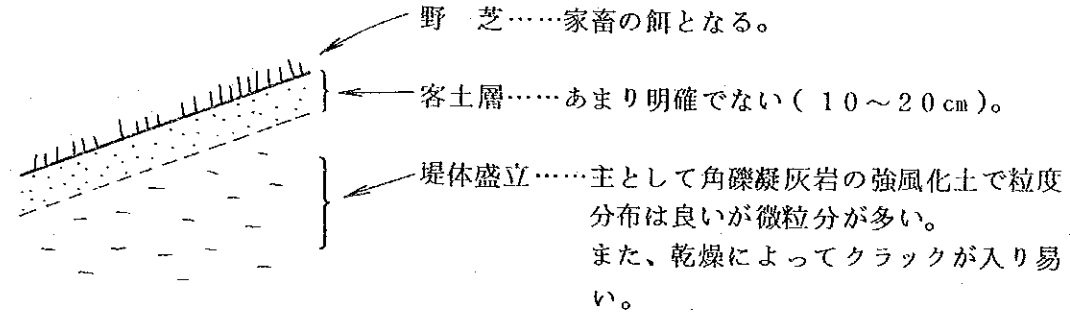 野　芝……家畜の餌となる。
客土層……あまり明確でない（10～20㎝）。
堤体盛立……主として角礫凝灰岩の強風化土で粒度
分布は良いが微粒分が多い。
また、乾燥によってクラックが入り易
い。